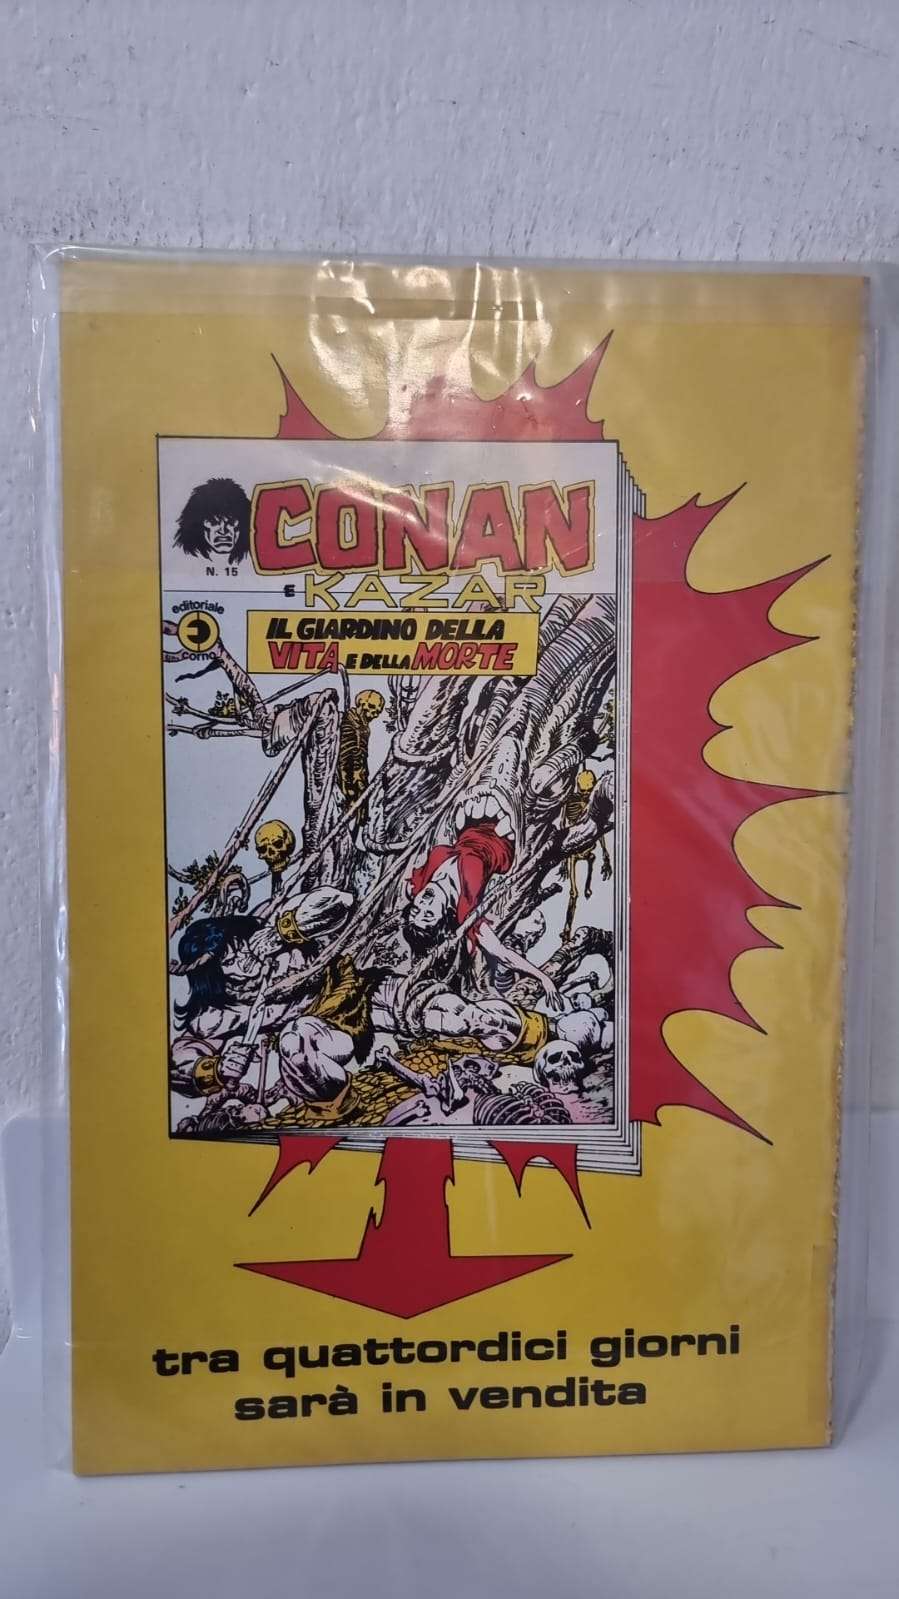 CONAN
N. 15
E KAZAR
editoriale
corno
IL GIARDINO DELLA
VITA E DELLA MORTE
tra quattordici giorni
sarà in vendita